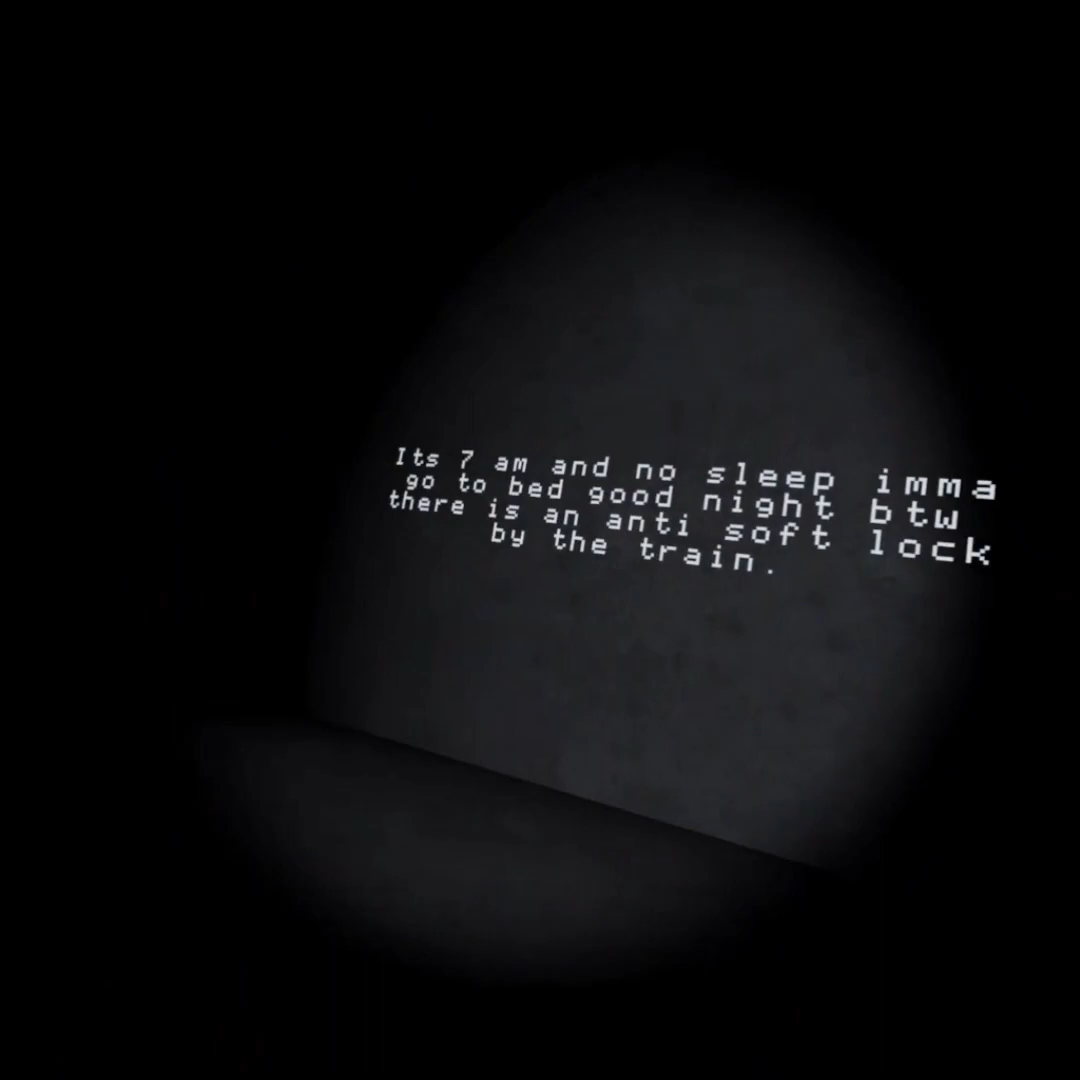 Its 7 am and no sleep imma
go to bed good night btw
there is an anti soft lock
by the train.